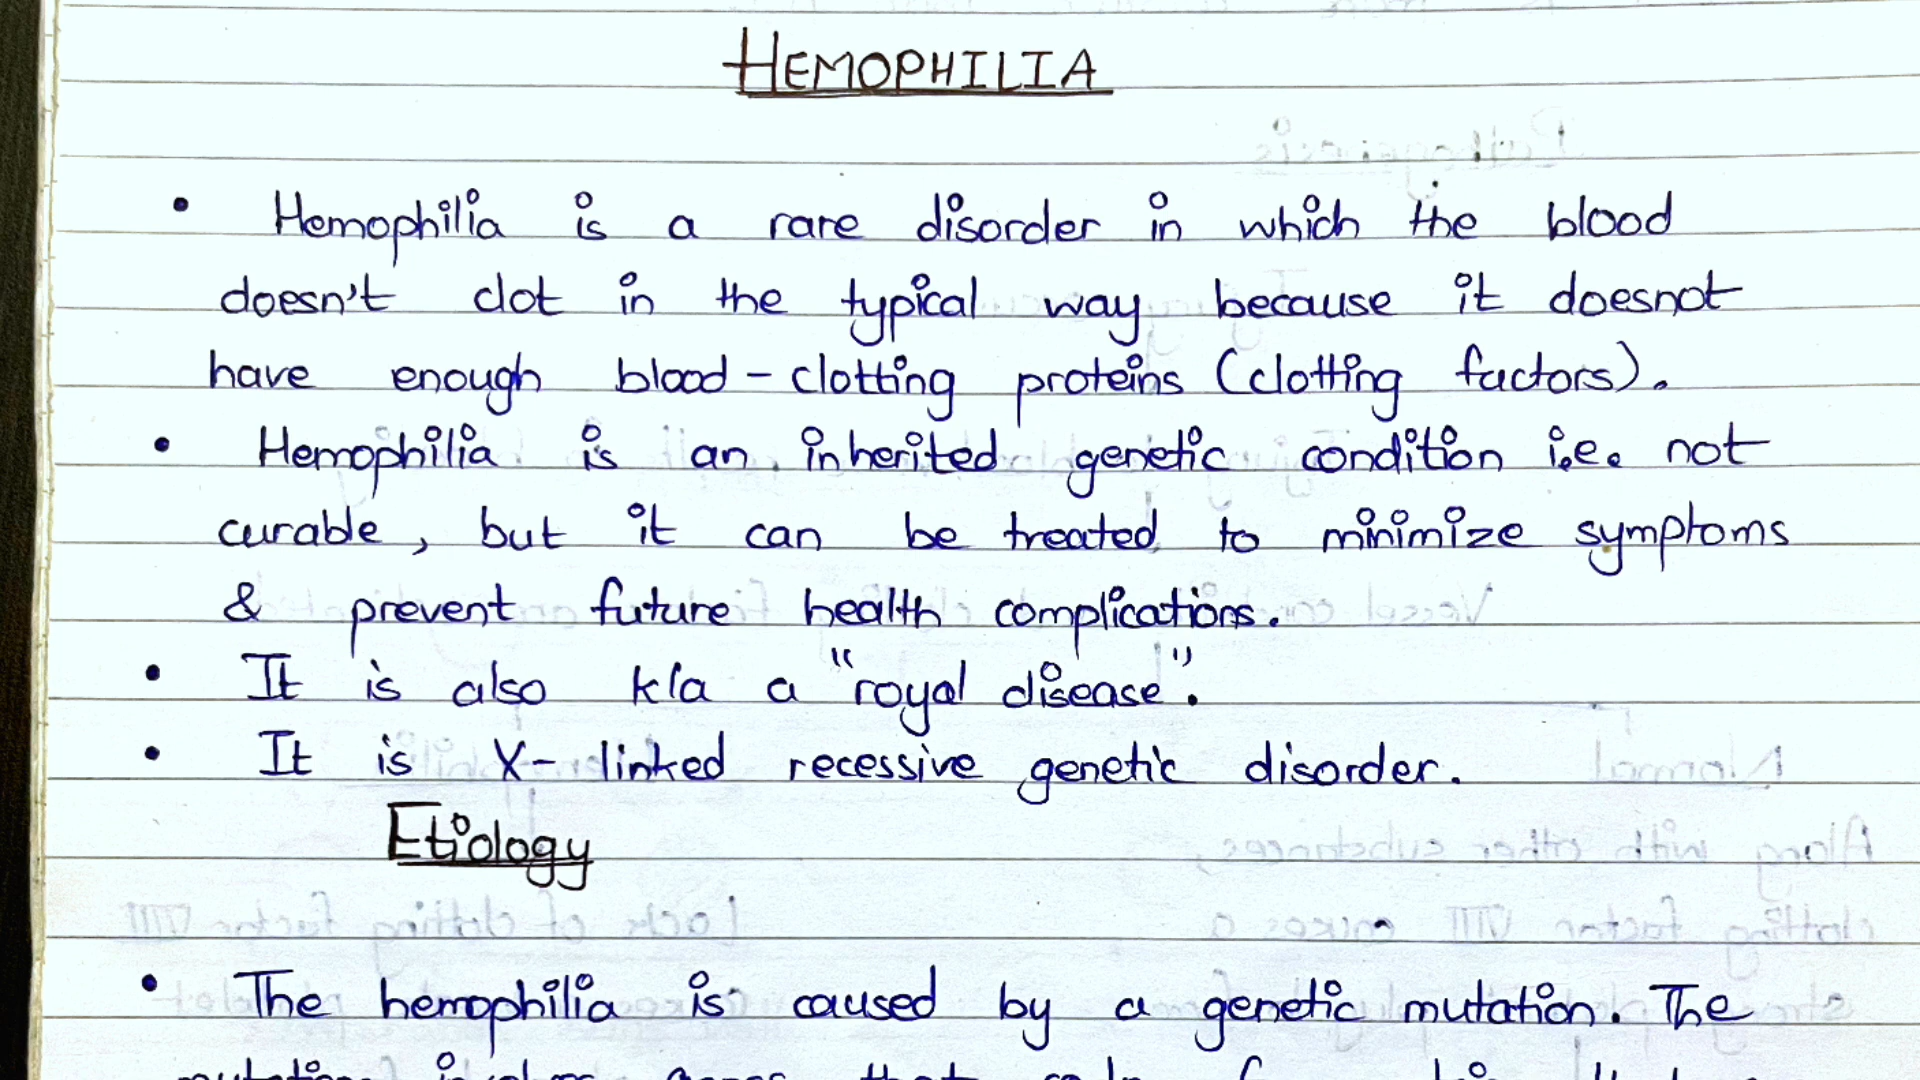 HEMOPHILIA
• Hemophilia is a rare disorder in which the blood
doesn't clot in the typical way because it doesnot
have enough blood-clotting proteins (clotting factors).
• Hemophilia is an inherited genetic condition i.e. not
curable, but it can be treated to minimize symptoms
& prevent future health complications.
• It is also k/a a "royal disease".
• It is X-linked recessive genetic disorder.
Etiology
• The hemophilia is caused by a genetic mutation. The